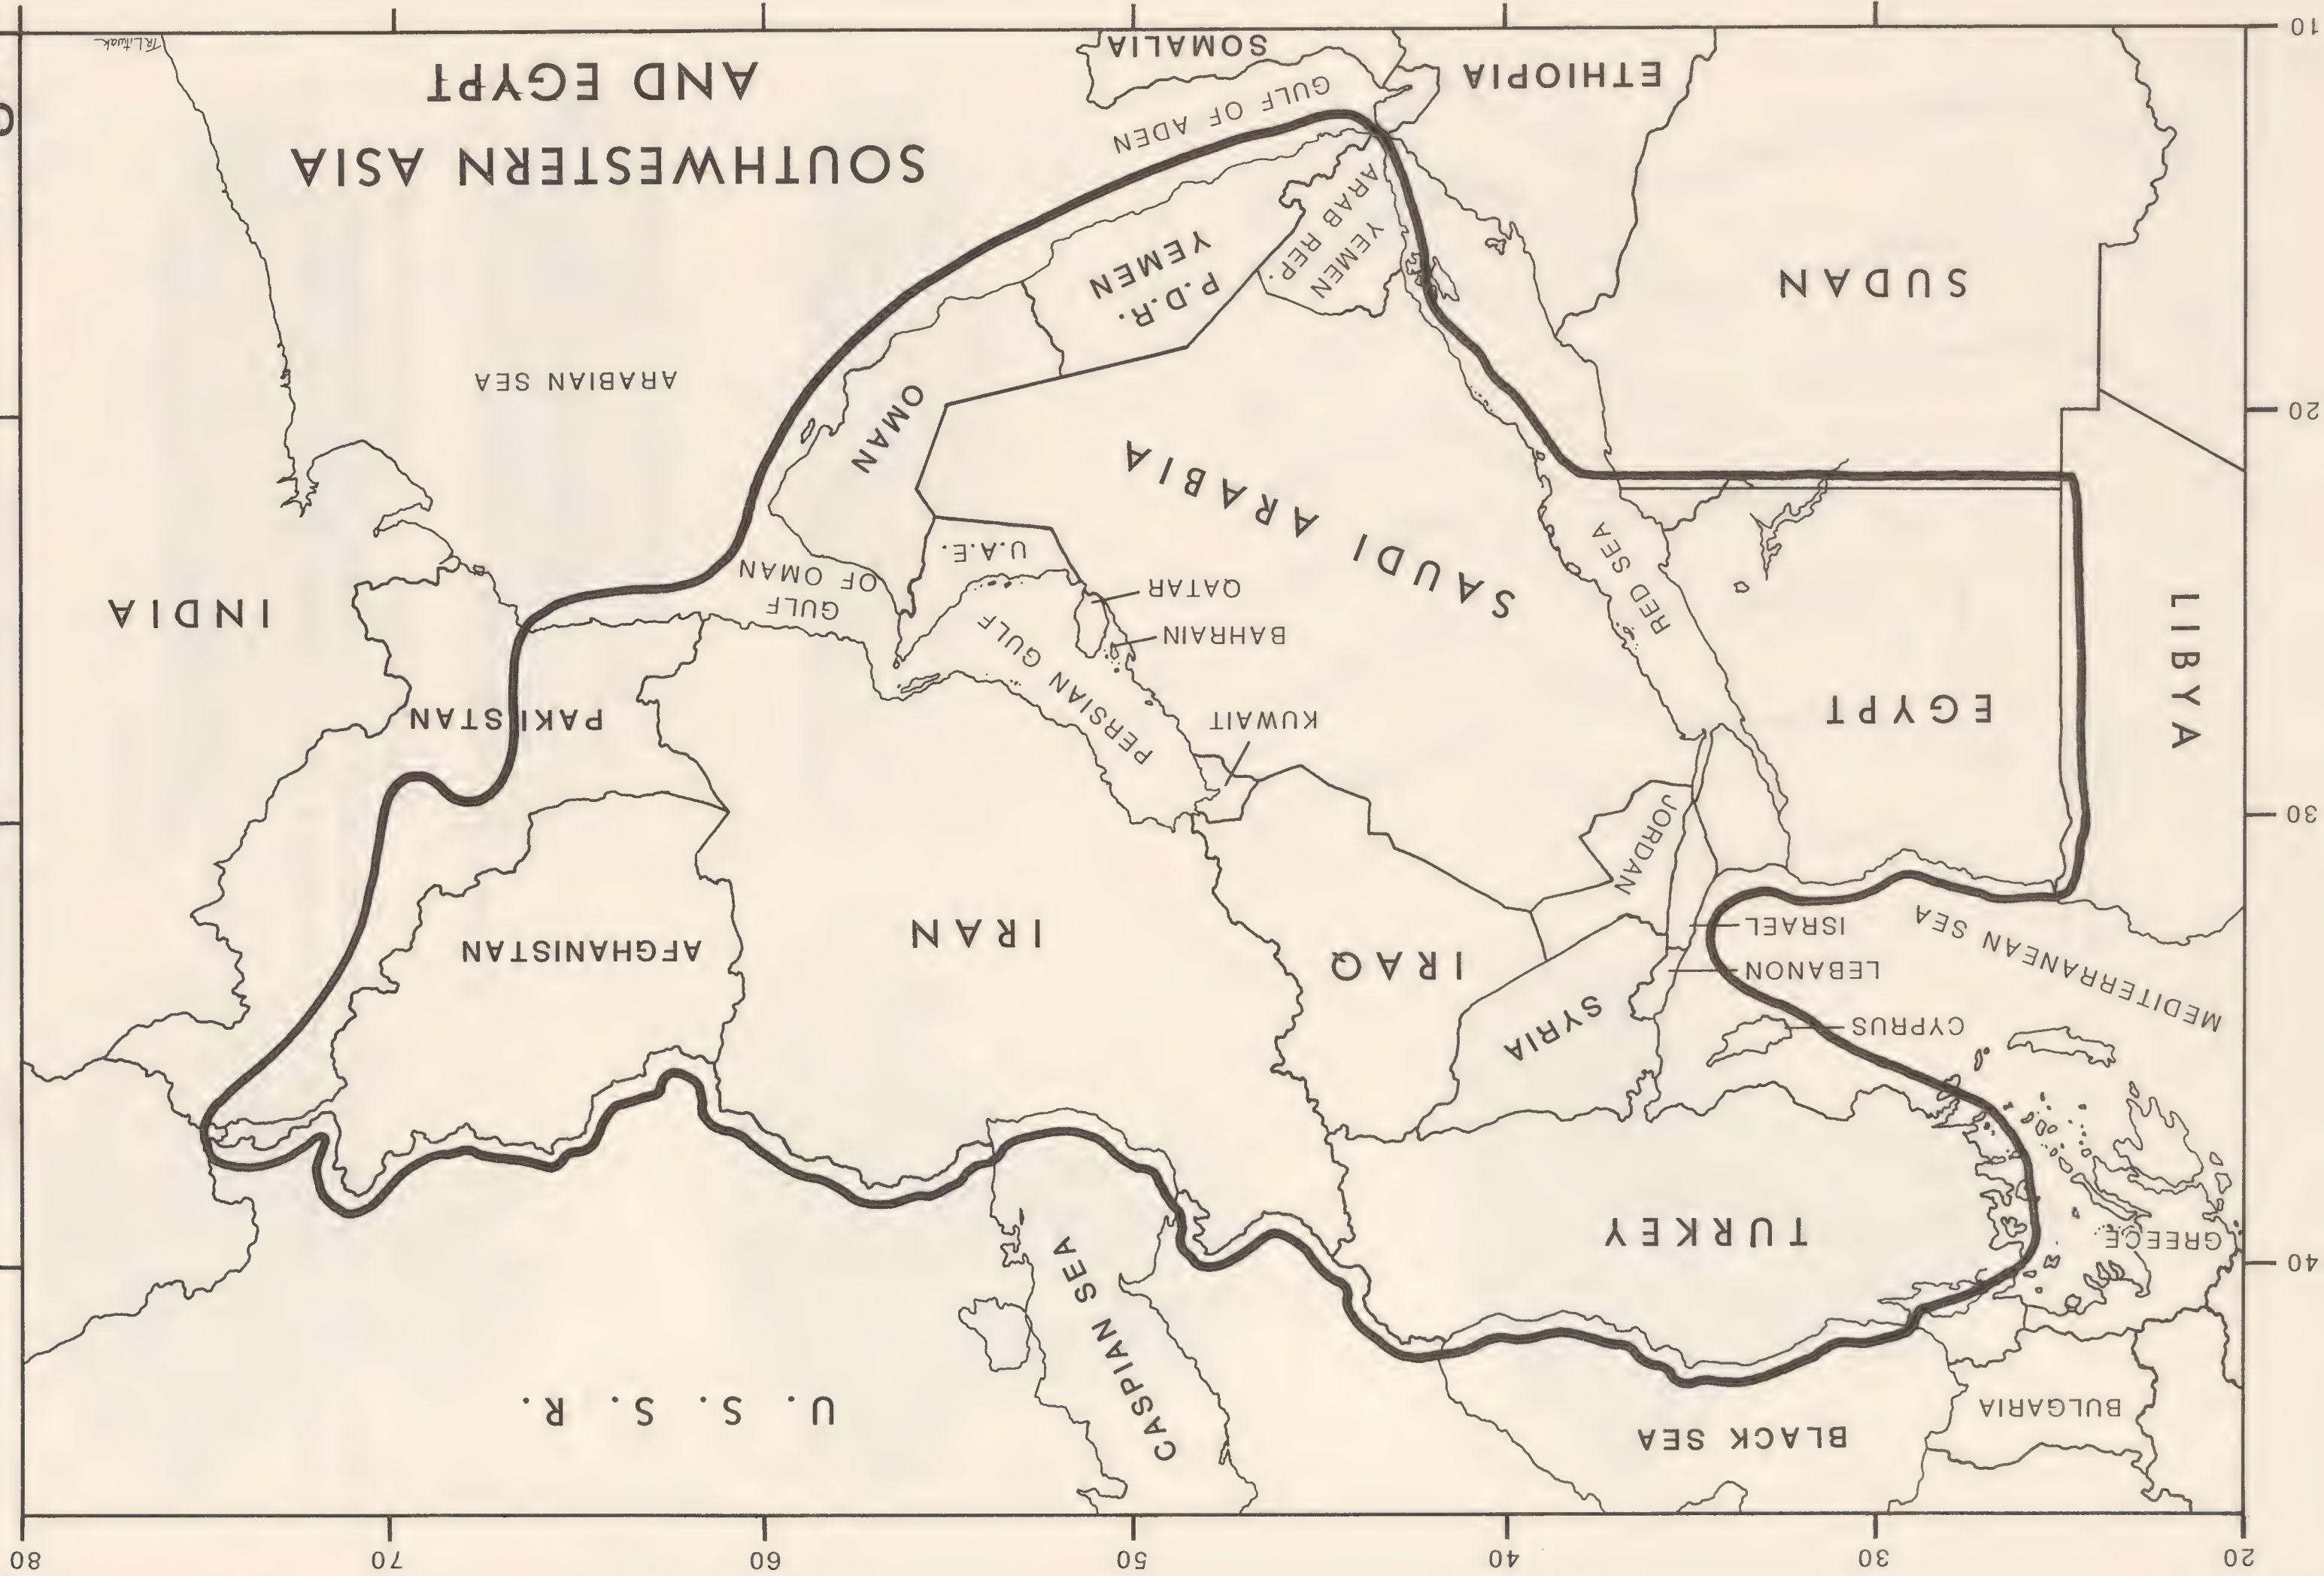 20
30
40
50
60
70
80
BULGARIA
BLACK SEA
CASPIAN SEA
U. S. S. R.
40
GREECE
TURKEY
CYPRUS
MEDITERRANEAN SEA
LEBANON
ISRAEL
SYRIA
IRAQ
IRAN
AFGHANISTAN
JORDAN
30
LIBYA
EGYPT
KUWAIT
PERSIAN GULF
PAKISTAN
BAHRAIN
QATAR
RED SEA
SAUDI ARABIA
U.A.E.
GULF
OF OMAN
INDIA
20
OMAN
ARABIAN SEA
SUDAN
P.D.R.
YEMEN
YEMEN
ARAB REP.
SOUTHWESTERN ASIA
AND EGYPT
GULF OF ADEN
ETHIOPIA
SOMALIA
10
T.R.Litwak